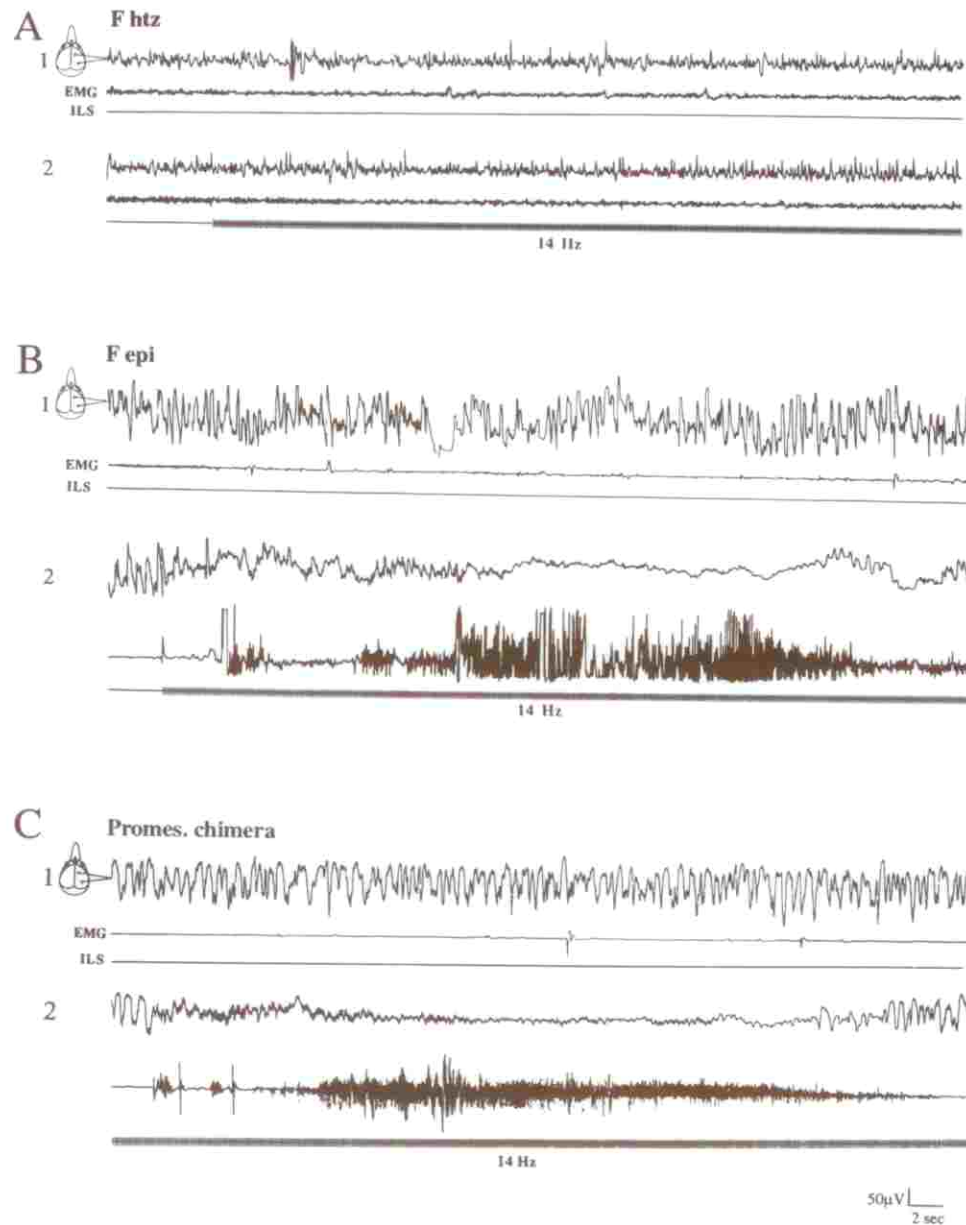 A
F htz
1
EMG
ILS
2
14 Hz
B
F epi
1
EMG
ILS
2
14 Hz
C
Promes. chimera
1
EMG
ILS
2
14 Hz
50µV
2 sec